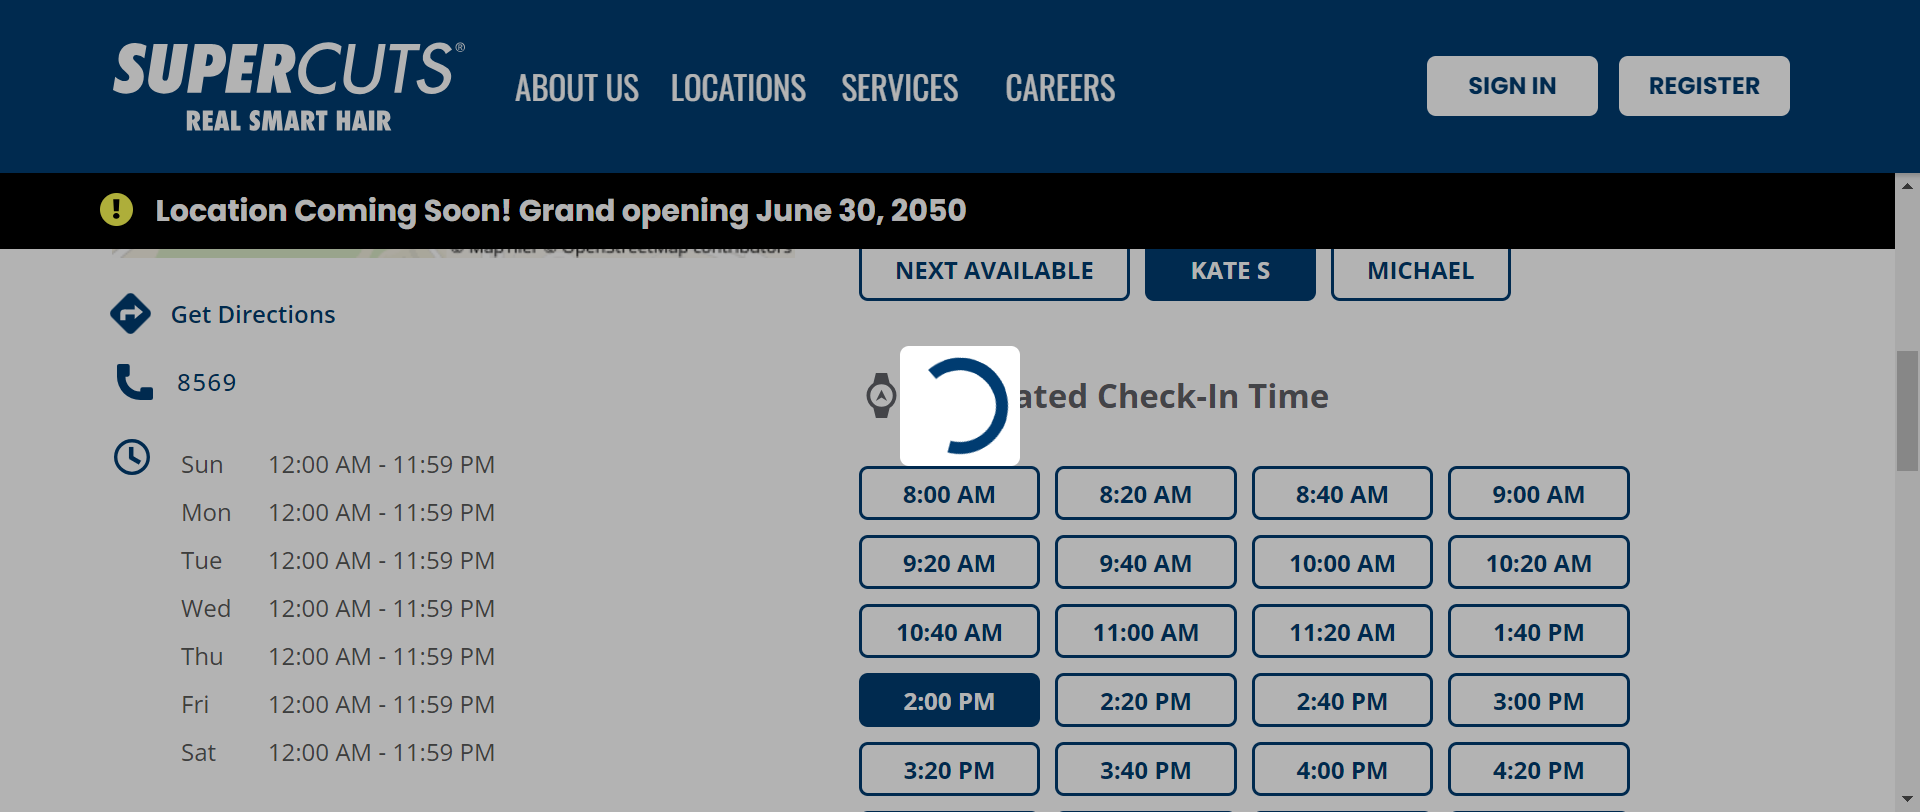 SUPERCUTS®
REAL SMART HAIR
ABOUT US LOCATIONS SERVICES CAREERS
SIGN IN REGISTER
Location Coming Soon! Grand opening June 30, 2050
© MapTiler © OpenStreetMap contributors
NEXT AVAILABLE KATE S MICHAEL
Get Directions
8569
ated Check-In Time
Sun 12:00 AM - 11:59 PM
Mon 12:00 AM - 11:59 PM
Tue 12:00 AM - 11:59 PM
Wed 12:00 AM - 11:59 PM
Thu 12:00 AM - 11:59 PM
Fri 12:00 AM - 11:59 PM
Sat 12:00 AM - 11:59 PM
8:00 AM 8:20 AM 8:40 AM 9:00 AM
9:20 AM 9:40 AM 10:00 AM 10:20 AM
10:40 AM 11:00 AM 11:20 AM 1:40 PM
2:00 PM 2:20 PM 2:40 PM 3:00 PM
3:20 PM 3:40 PM 4:00 PM 4:20 PM